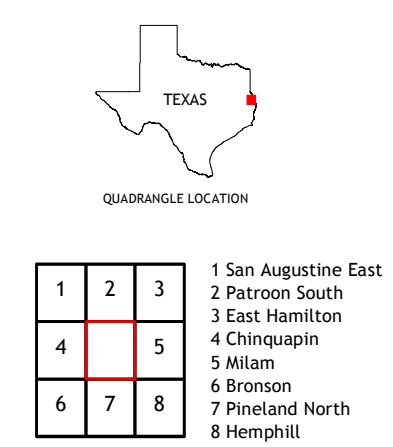 TEXAS
QUADRANGLE LOCATION
1 2 3
4 5
6 7 8
1 San Augustine East
2 Patroon South
3 East Hamilton
4 Chinquapin
5 Milam
6 Bronson
7 Pineland North
8 Hemphill